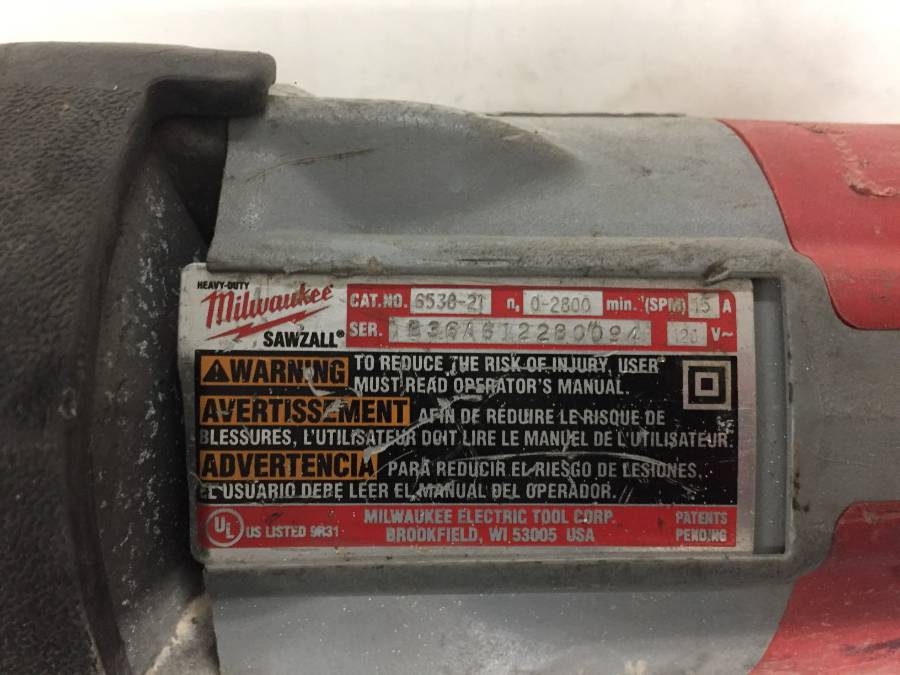 HEAVY-DUTY
Milwaukee
SAWZALL®
CAT.NO. 6538-21 n₀ 0-2800 min.⁻¹(SPM) 15 A
SER. B36A612280094 120 V~
⚠WARNING TO REDUCE THE RISK OF INJURY, USER
MUST READ OPERATOR'S MANUAL.
AVERTISSEMENT AFIN DE RÉDUIRE LE RISQUE DE
BLESSURES, L'UTILISATEUR DOIT LIRE LE MANUEL DE L'UTILISATEUR.
ADVERTENCIA PARA REDUCIR EL RIESGO DE LESIONES,
EL USUARIO DEBE LEER EL MANUAL DEL OPERADOR.
UL US LISTED 9R31
MILWAUKEE ELECTRIC TOOL CORP.
BROOKFIELD, WI 53005 USA
PATENTS
PENDING